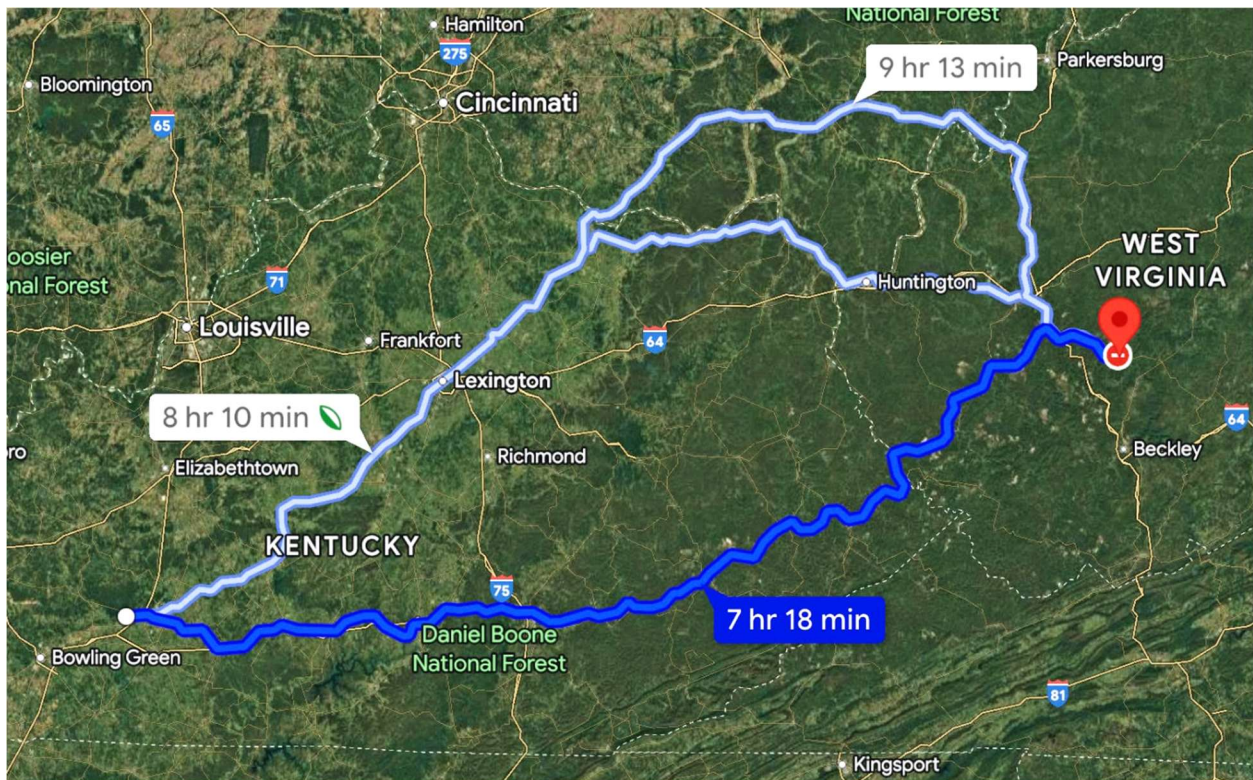 National Forest
Hamilton
275
9 hr 13 min
Parkersburg
Bloomington
Cincinnati
65
WEST
VIRGINIA
oosier
onal Forest
71
Huntington
Louisville
Frankfort
64
Lexington
8 hr 10 min
64
Beckley
oro
Elizabethtown
Richmond
KENTUCKY
75
7 hr 18 min
Daniel Boone
National Forest
Bowling Green
81
Kingsport